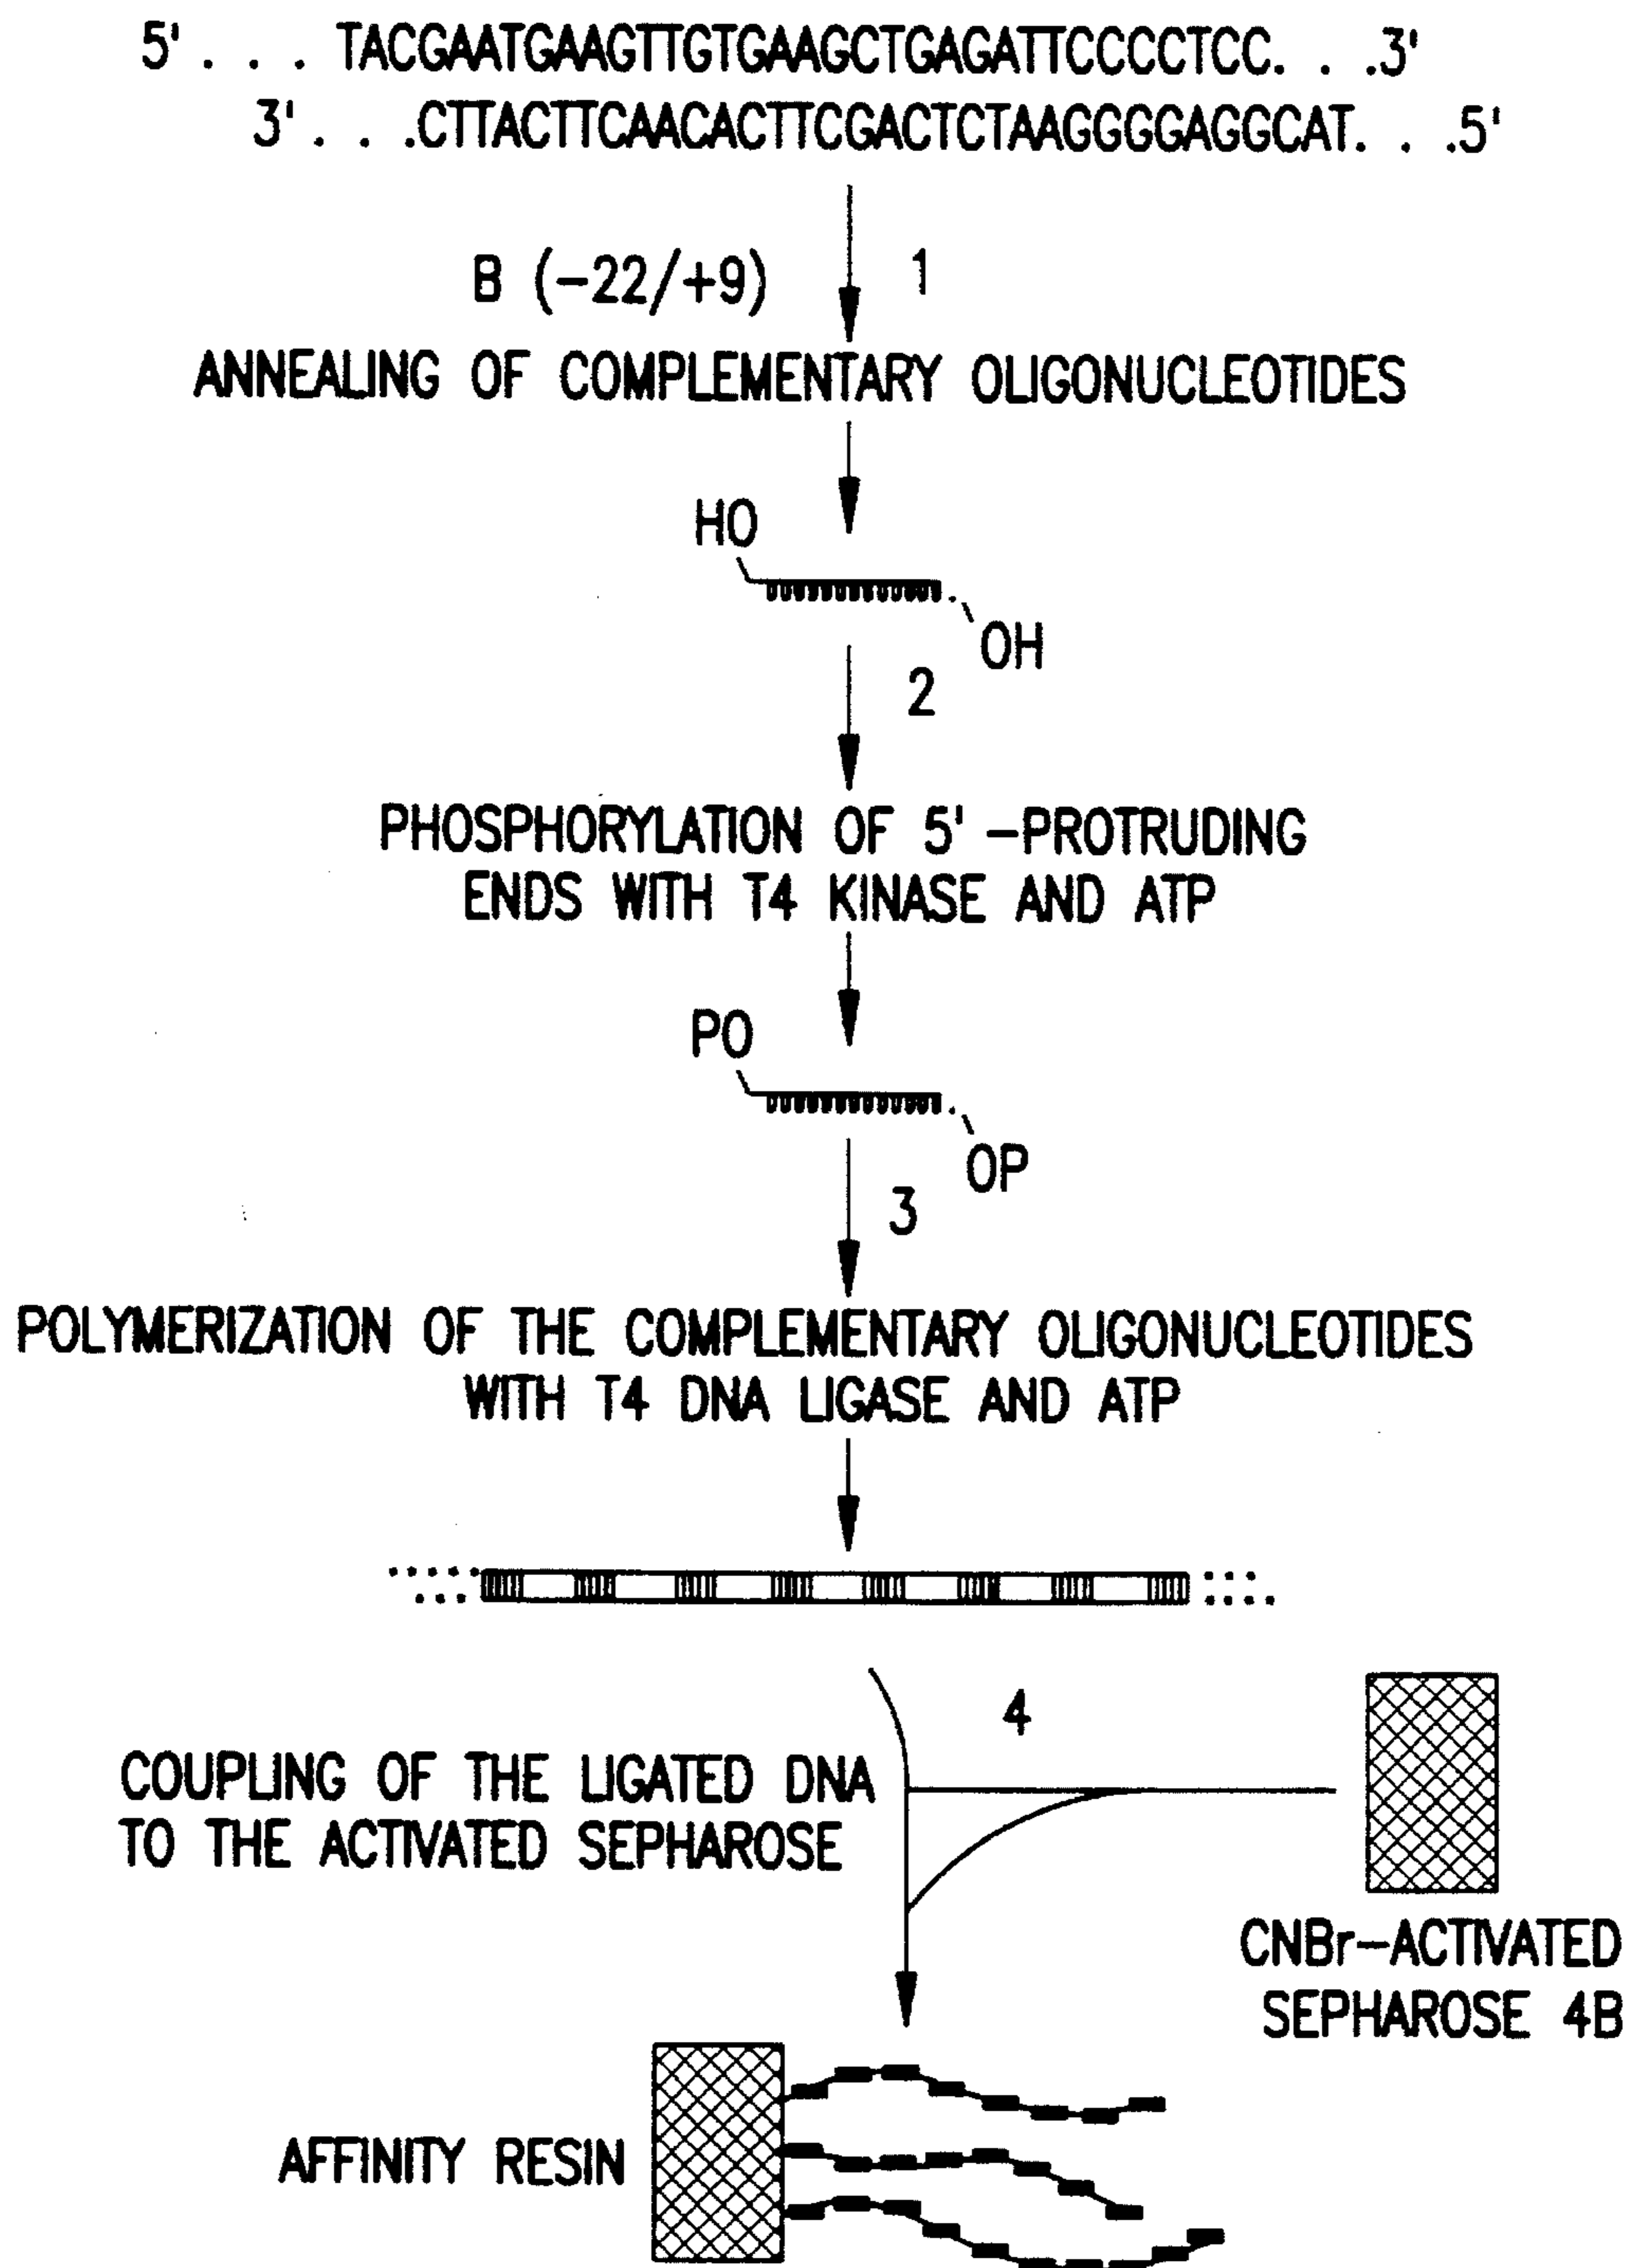 5' . . . TACGAATGAAGTTGTGAAGCTGAGATTCCCCTCC. . .3'
3'. . .CTTACTTCAACACTTCGACTCTAAGGGGAGGCAT. . .5'
B (-22/+9)
1
ANNEALING OF COMPLEMENTARY OLIGONUCLEOTIDES
HO
OH
2
PHOSPHORYLATION OF 5'-PROTRUDING
ENDS WITH T4 KINASE AND ATP
PO
OP
3
POLYMERIZATION OF THE COMPLEMENTARY OLIGONUCLEOTIDES
WITH T4 DNA LIGASE AND ATP
4
COUPLING OF THE LIGATED DNA
TO THE ACTIVATED SEPHAROSE
CNBr-ACTIVATED
SEPHAROSE 4B
AFFINITY RESIN